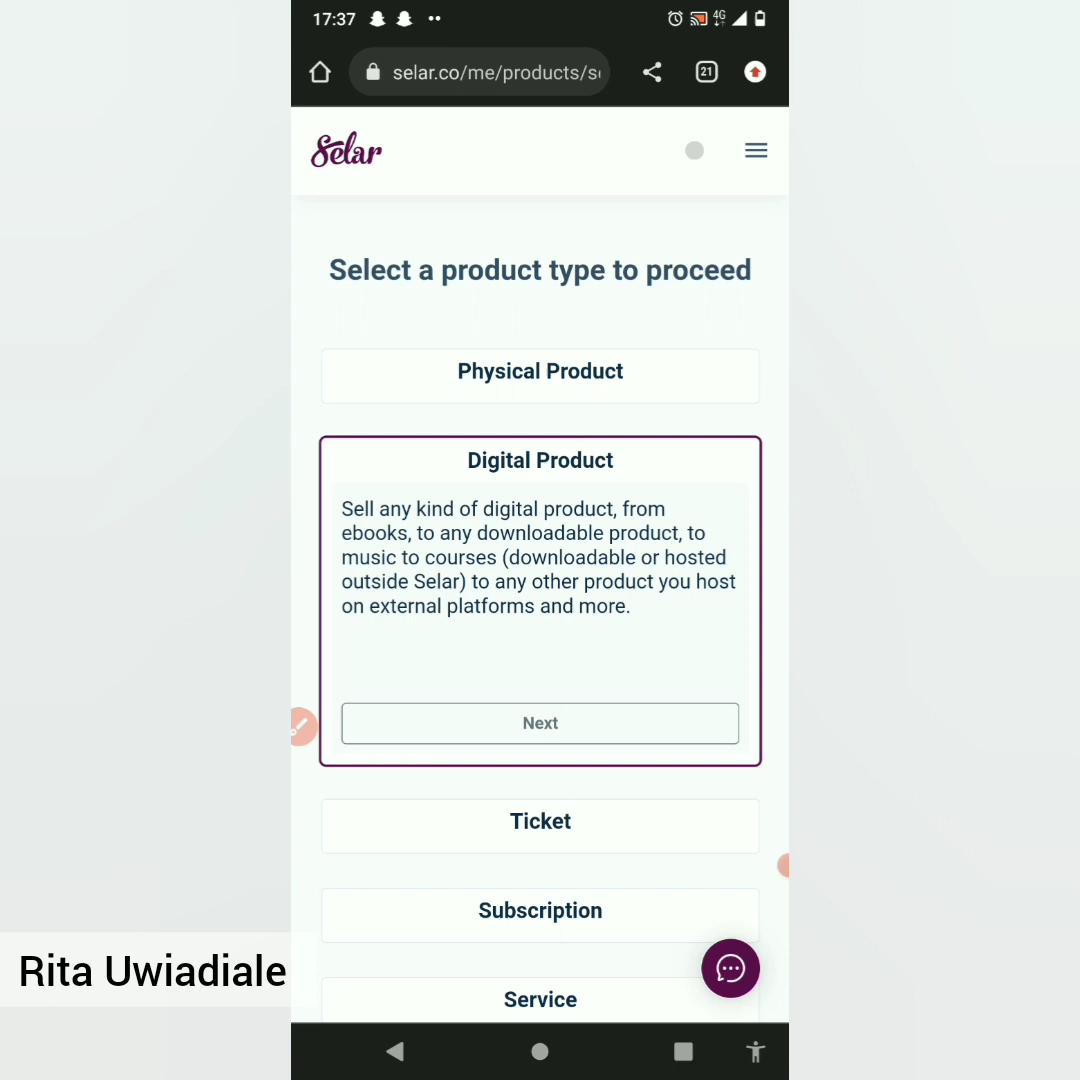 17:37
4G
selar.co/me/products/s
21
Selar
Select a product type to proceed
Physical Product
Digital Product
Sell any kind of digital product, from
ebooks, to any downloadable product, to
music to courses (downloadable or hosted
outside Selar) to any other product you host
on external platforms and more.
Next
Ticket
Subscription
Service
Rita Uwiadiale